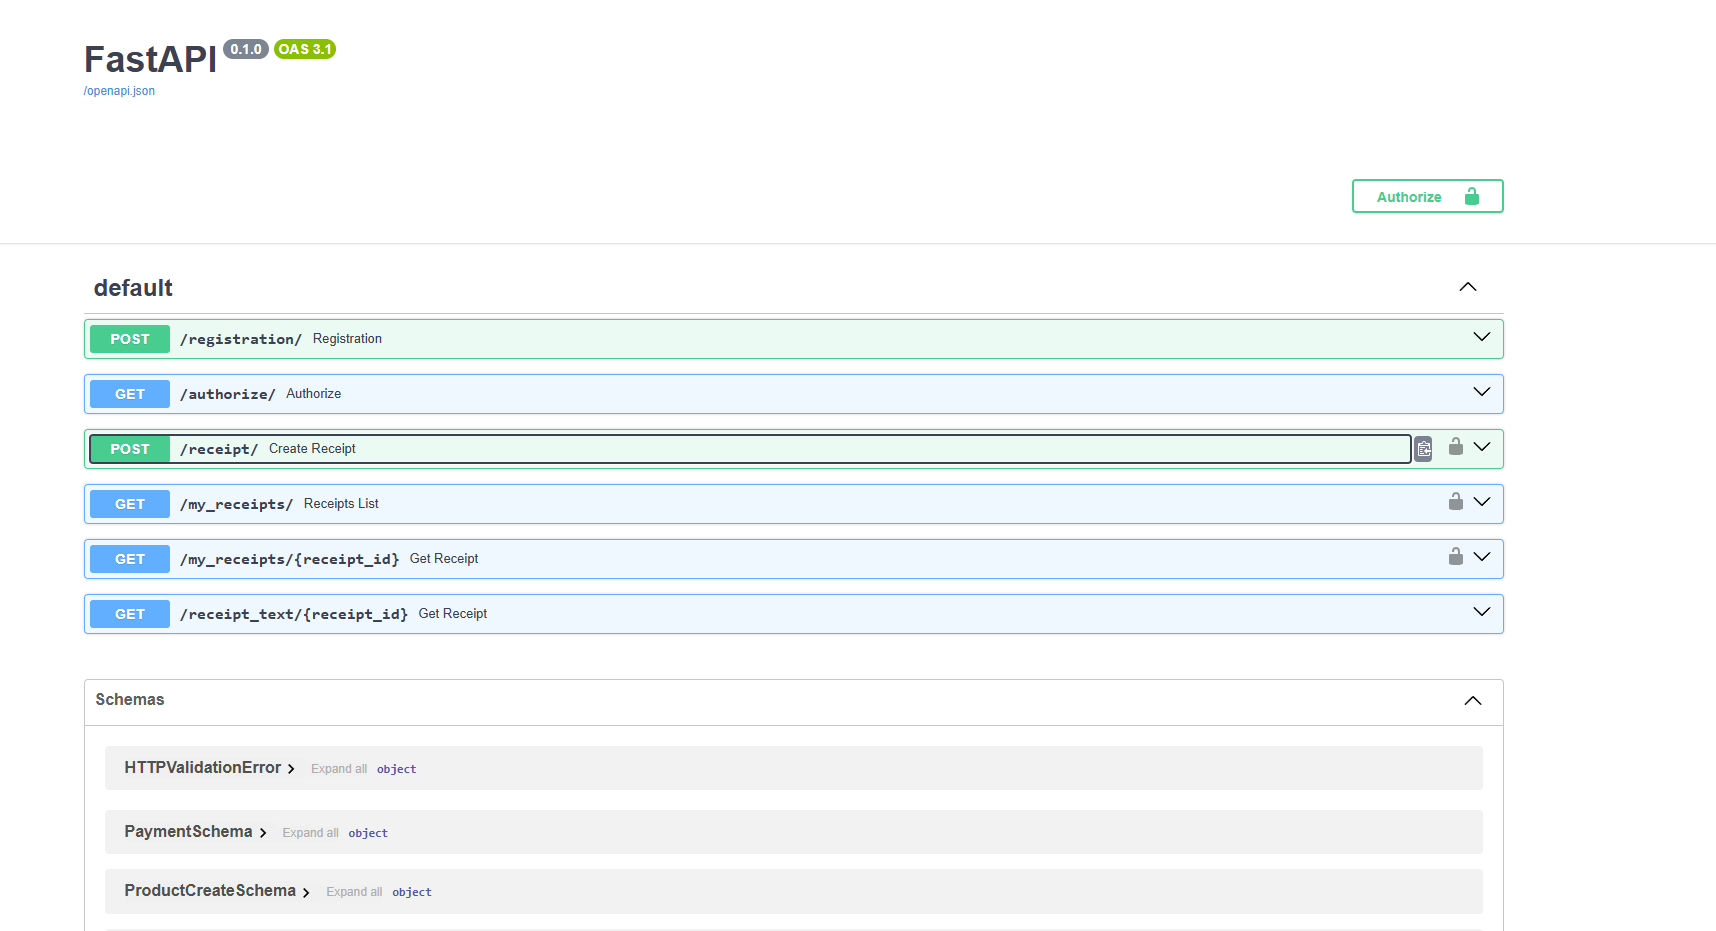 FastAPI 0.1.0 OAS 3.1
/openapi.json
Authorize
default
POST /registration/ Registration
GET /authorize/ Authorize
POST /receipt/ Create Receipt
GET /my_receipts/ Receipts List
GET /my_receipts/{receipt_id} Get Receipt
GET /receipt_text/{receipt_id} Get Receipt
Schemas
HTTPValidationError Expand all object
PaymentSchema Expand all object
ProductCreateSchema Expand all object